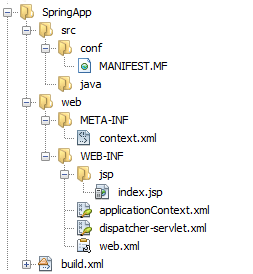 SpringApp
src
conf
MANIFEST.MF
java
web
META-INF
context.xml
WEB-INF
jsp
index.jsp
applicationContext.xml
dispatcher-servlet.xml
web.xml
build.xml